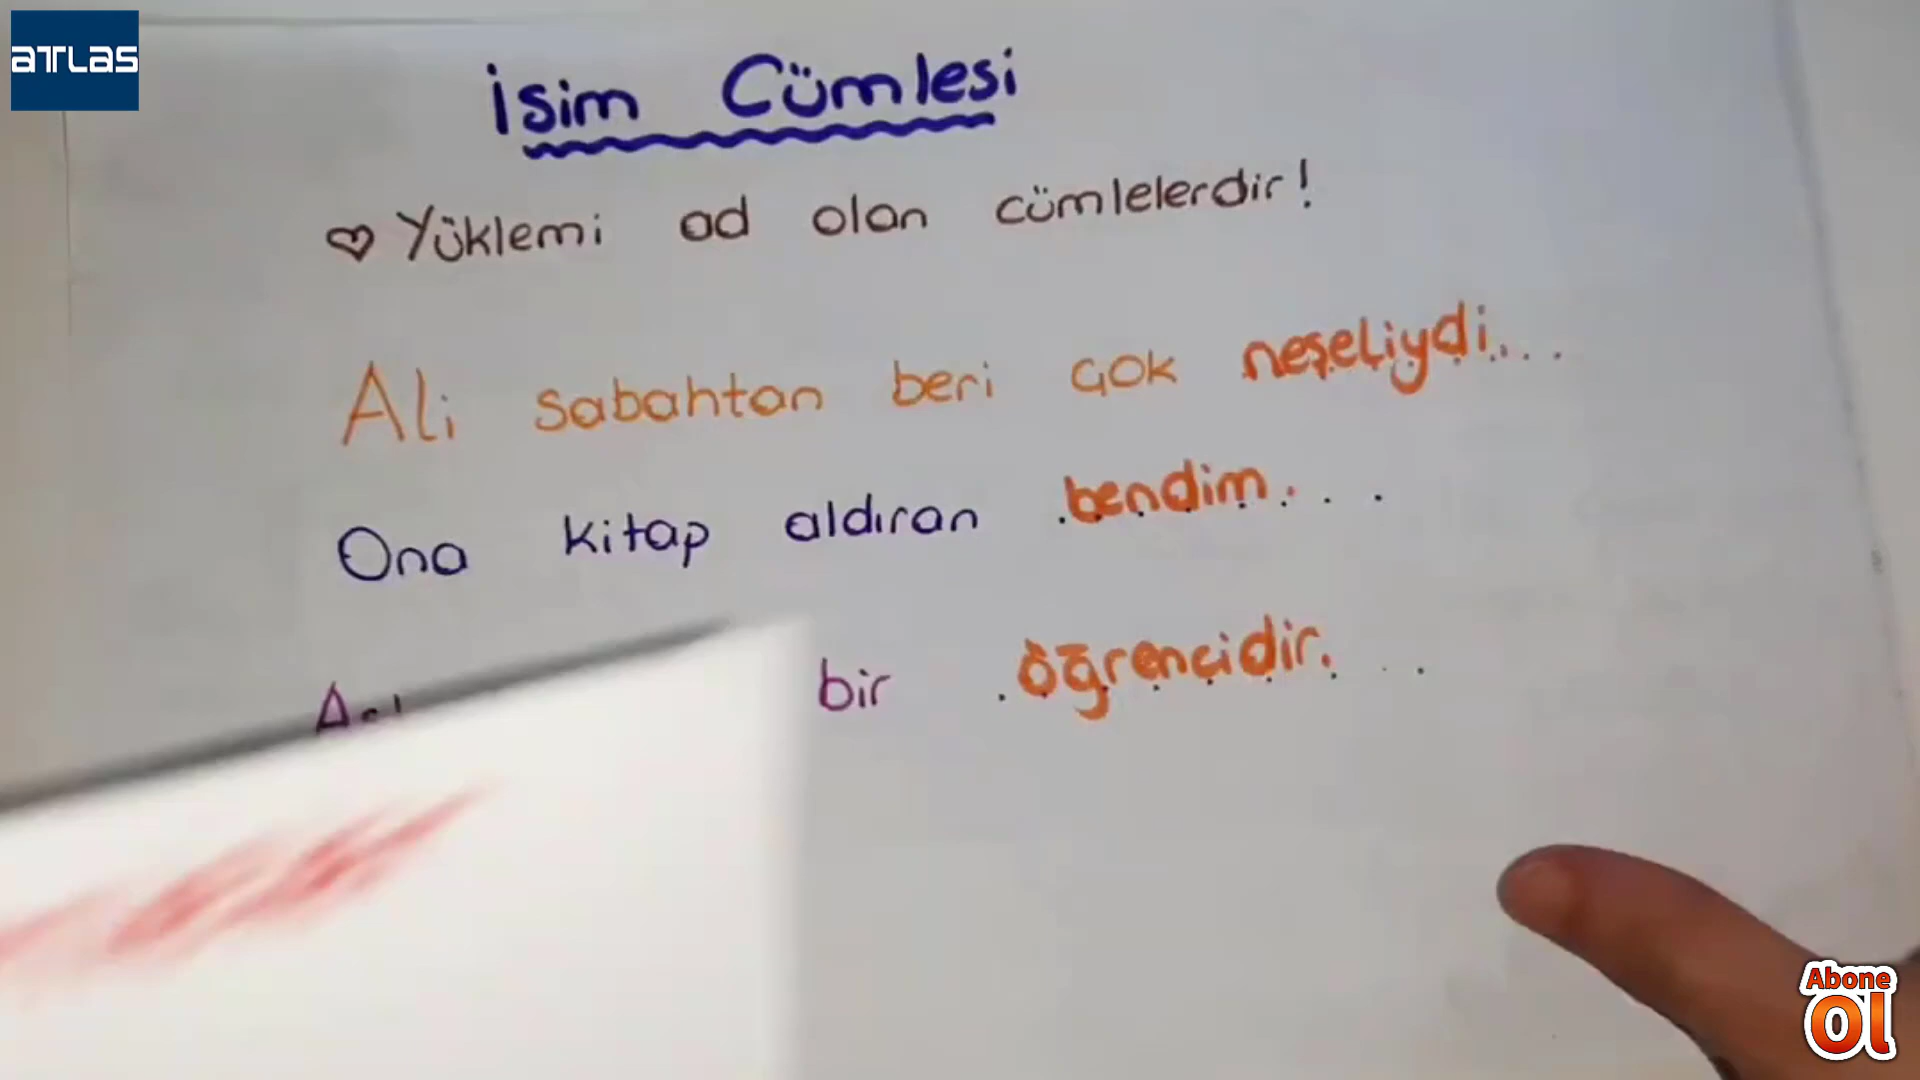 ATLAS
İsim Cümlesi
♡ Yüklemi ad olan cümlelerdir!
Ali sabahtan beri çok neşeliydi...
Ona kitap aldıran .bendim. . .
bir .öğrencidir. . .
Abone
Ol